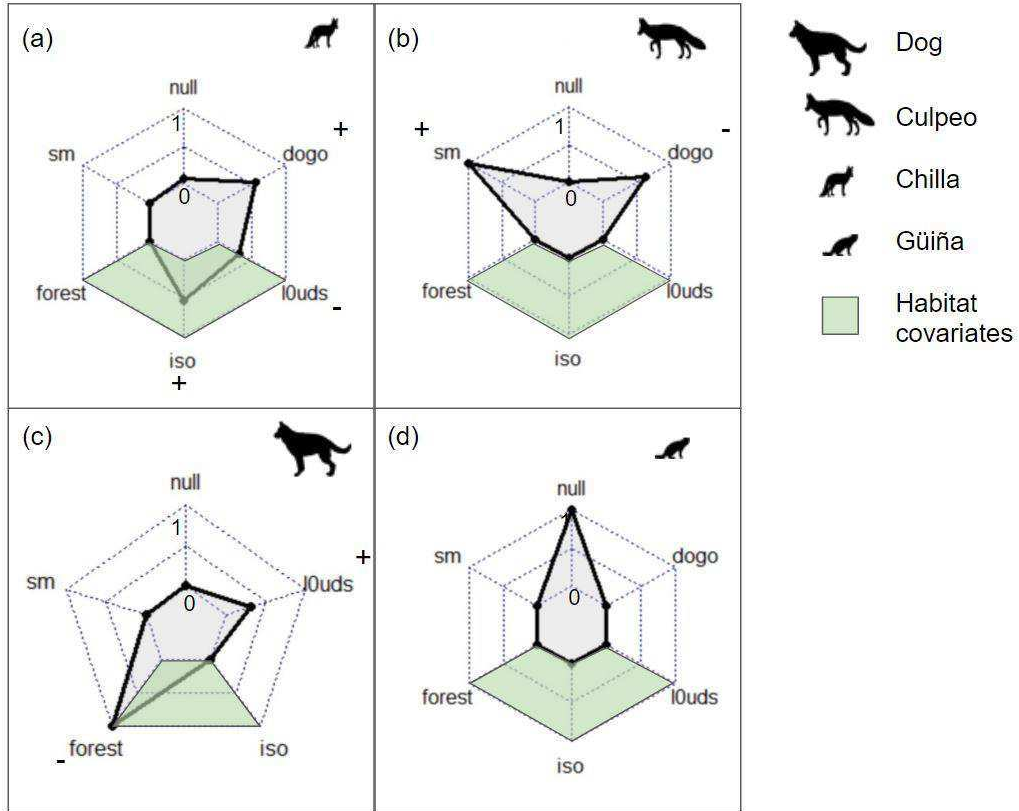 (a)
null
1
+
sm
dogo
0
forest
l0uds
-
iso
+
(b)
null
+
1
-
sm
dogo
0
forest
l0uds
iso
Dog
Culpeo
Chilla
Güiña
Habitat
covariates
(c)
null
1
+
sm
l0uds
0
- forest
iso
(d)
null
sm
dogo
0
forest
l0uds
iso